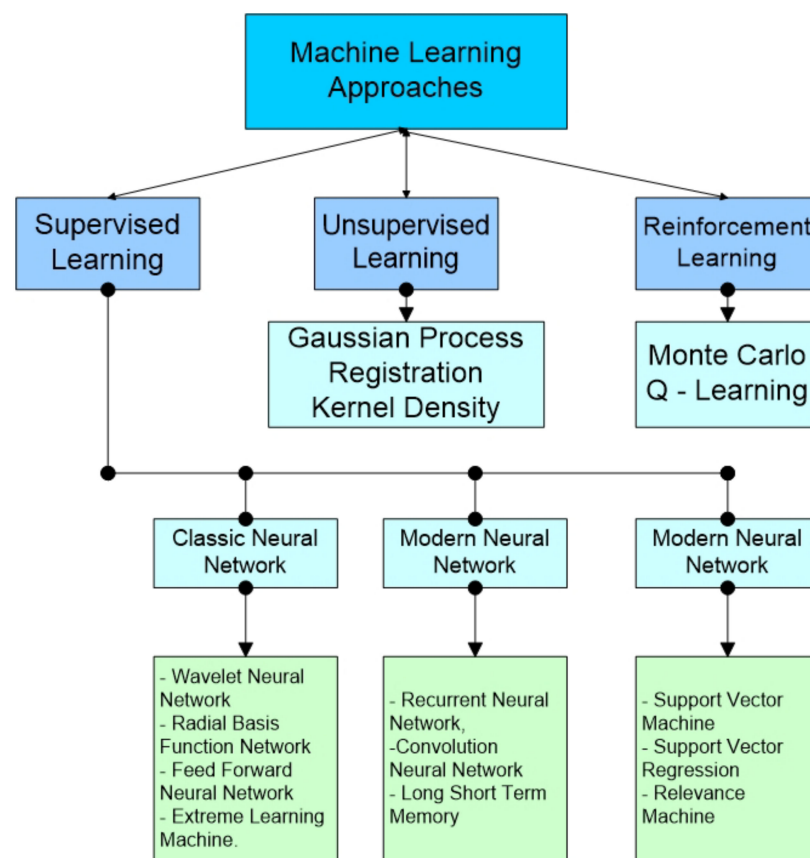 Machine Learning
Approaches
Supervised
Learning
Unsupervised
Learning
Reinforcement
Learning
Gaussian Process
Registration
Kernel Density
Monte Carlo
Q - Learning
Classic Neural
Network
Modern Neural
Network
Modern Neural
Network
- Wavelet Neural
Network
- Radial Basis
Function Network
- Feed Forward
Neural Network
- Extreme Learning
Machine.
- Recurrent Neural
Network,
-Convolution
Neural Network
- Long Short Term
Memory
- Support Vector
Machine
- Support Vector
Regression
- Relevance
Machine